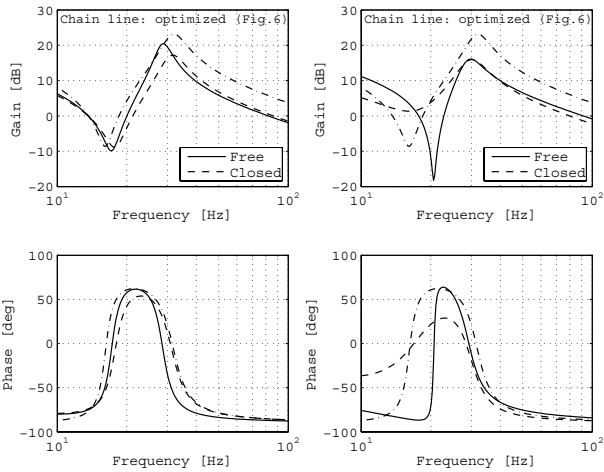 Chain line: optimized (Fig.6)
30
20
10
0
-10
-20
Gain [dB]
Free
Closed
10^1
10^2
Frequency [Hz]
Chain line: optimized (Fig.6)
30
20
10
0
-10
-20
Gain [dB]
Free
Closed
10^1
10^2
Frequency [Hz]
100
50
0
-50
-100
Phase [deg]
10^1
10^2
Frequency [Hz]
100
50
0
-50
-100
Phase [deg]
10^1
10^2
Frequency [Hz]